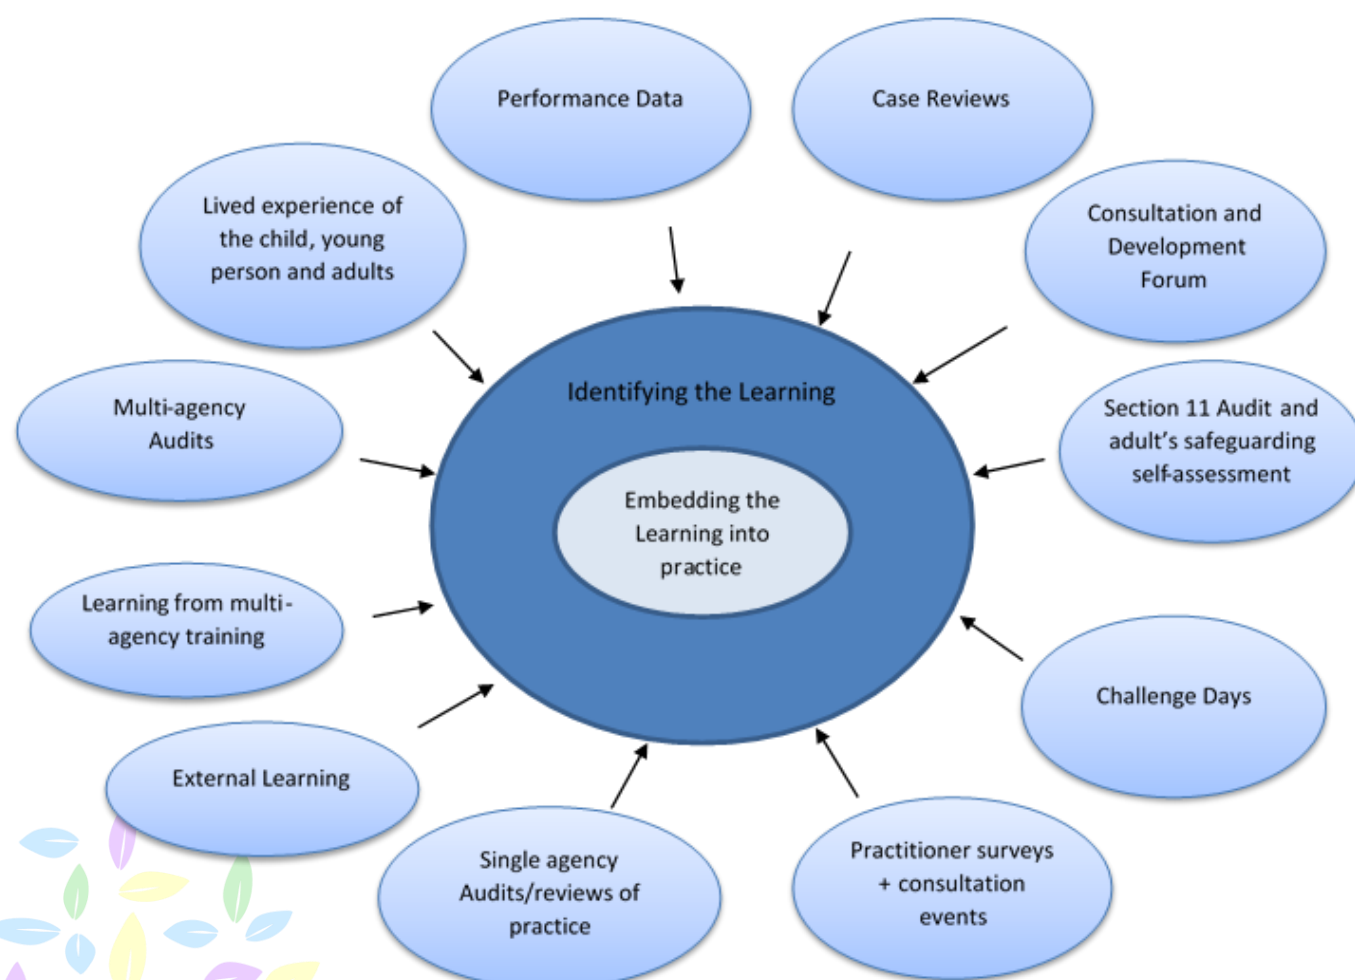 Performance Data
Case Reviews
Lived experience of
the child, young
person and adults
Consultation and
Development
Forum
Identifying the Learning
Multi-agency
Audits
Section 11 Audit and
adult's safeguarding
self-assessment
Embedding the
Learning into
practice
Learning from multi-
agency training
Challenge Days
External Learning
Single agency
Audits/reviews of
practice
Practitioner surveys
+ consultation
events